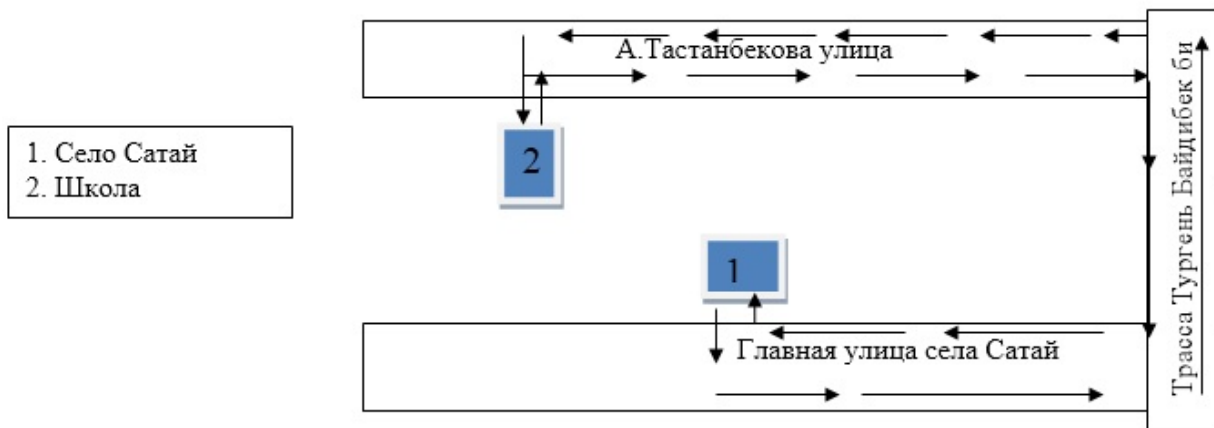 А.Тастанбекова улица
1. Село Сатай
2. Школа
2
1
Главная улица села Сатай
Трасса Тургень Байдибек би